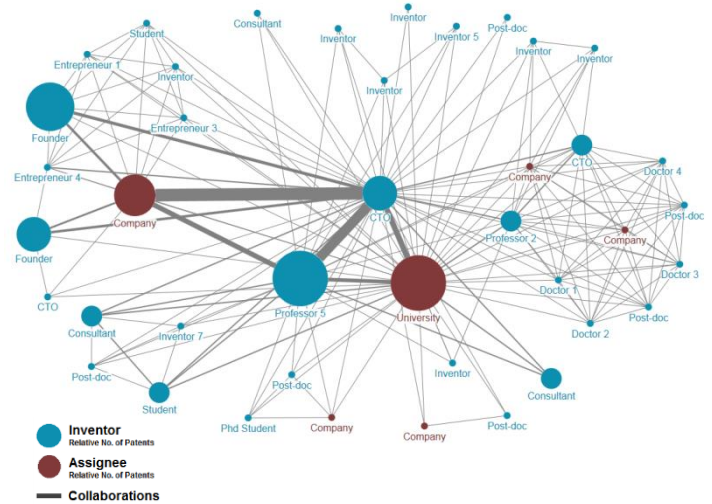 Student
Consultant
Inventor
Inventor
Inventor 5
Post-doc
Inventor
Inventor
Entrepreneur 1
Inventor
Inventor
Founder
Entrepreneur 3
CTO
Company
Doctor 4
Entrepreneur 4
Company
CTO
Post-doc
Professor 2
Company
Founder
Doctor 3
Doctor 1
CTO
Professor 5
University
Post-doc
Consultant
Inventor 7
Doctor 2
Post-doc
Post-doc
Inventor
Student
Consultant
Phd Student
Company
Company
Post-doc
Inventor
Relative No. of Patents
Assignee
Relative No. of Patents
Collaborations